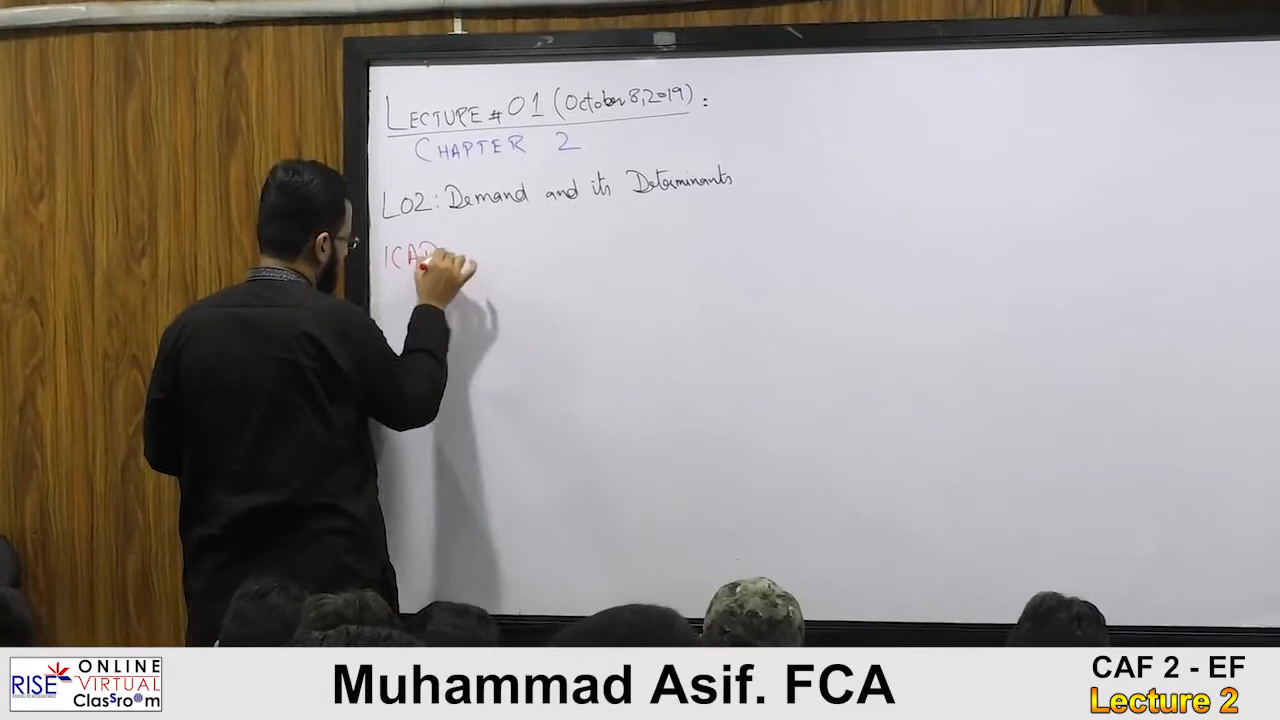 LECTURE # 01 (October 8, 2019) :
CHAPTER 2
LO2: Demand and its Determinants
ICAP
RISE
ONLINE
VIRTUAL
ClasSroom
Muhammad Asif. FCA
CAF 2 - EF
Lecture 2